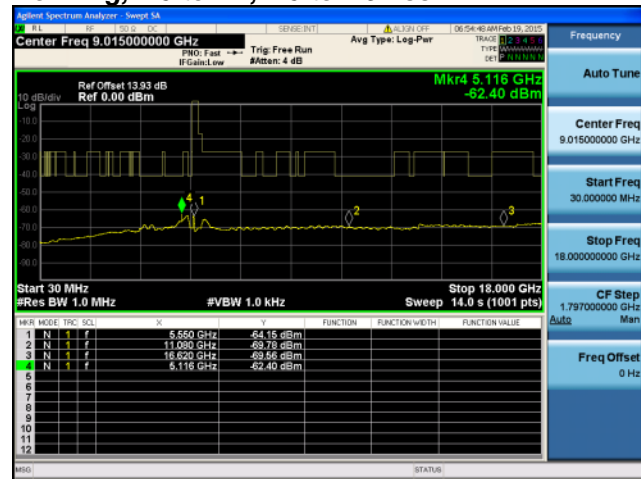 Agilent Spectrum Analyzer - Swept SA
RL RF 50 Ω DC SENSE:INT ALIGN OFF 06:54:48 AM Feb 19, 2015
Center Freq 9.015000000 GHz
PNO: Fast
IFGain:Low
Trig: Free Run
#Atten: 4 dB
Avg Type: Log-Pwr
TRACE 1 2 3 4 5 6
TYPE
DET P N N N N N
Frequency
Auto Tune
Center Freq
9.015000000 GHz
Start Freq
30.000000 MHz
Stop Freq
18.000000000 GHz
CF Step
1.797000000 GHz
Auto Man
Freq Offset
0 Hz
Mkr4 5.116 GHz
-62.40 dBm
Ref Offset 13.93 dB
10 dB/div Ref 0.00 dBm
Log
-10.0
-20.0
-30.0
-40.0
-50.0
-60.0
-70.0
-80.0
-90.0
4 1 2 3
Start 30 MHz Stop 18.000 GHz
#Res BW 1.0 MHz #VBW 1.0 kHz Sweep 14.0 s (1001 pts)
MKR MODE TRC SCL X Y FUNCTION FUNCTION WIDTH FUNCTION VALUE
1 N 1 f 5.550 GHz -64.15 dBm
2 N 1 f 11.080 GHz -69.78 dBm
3 N 1 f 16.620 GHz -69.56 dBm
4 N 1 f 5.116 GHz -62.40 dBm
5
6
7
8
9
10
11
12
MSG STATUS